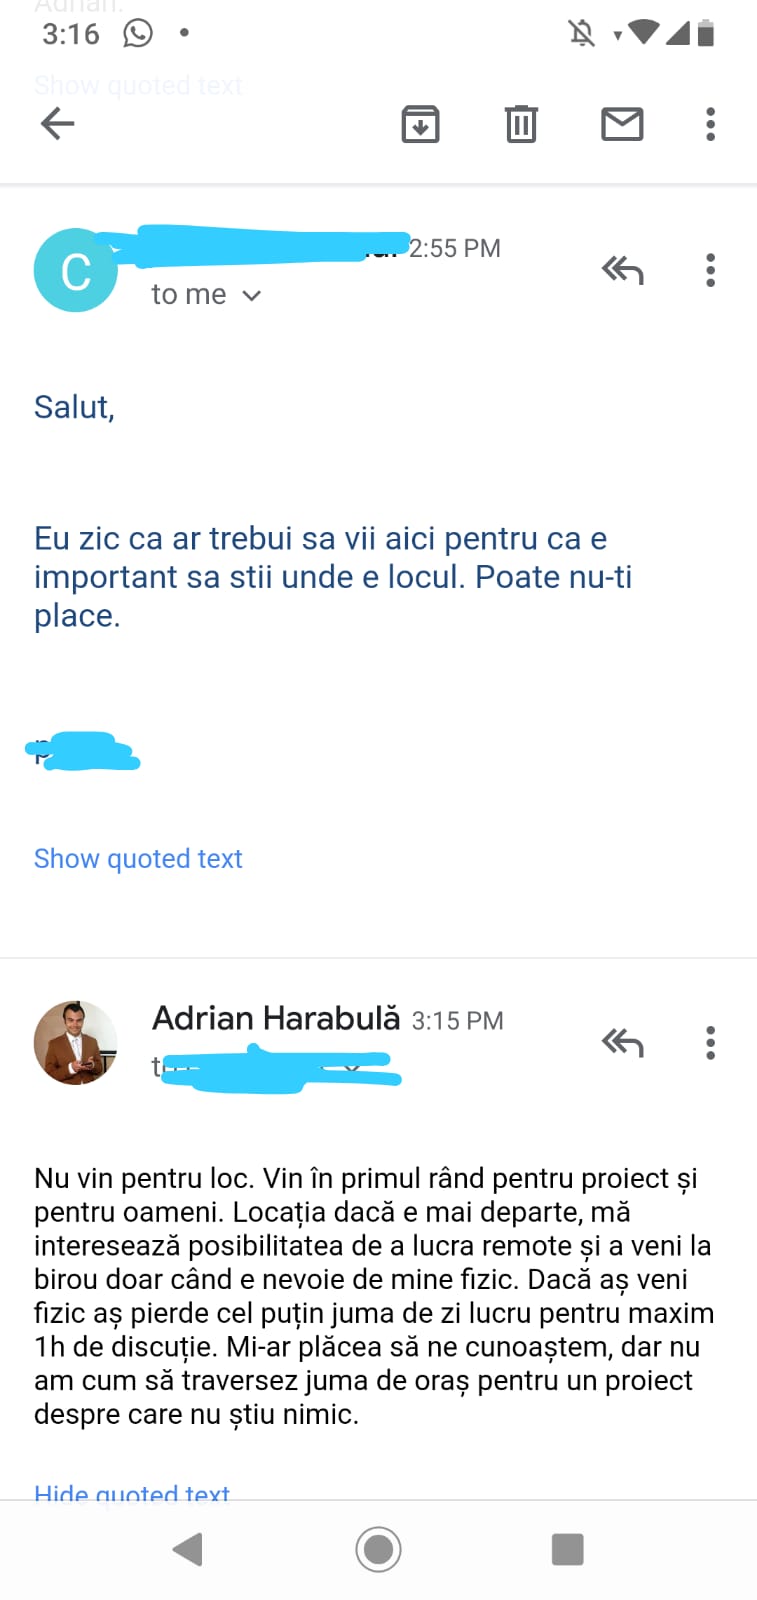 Adrian.
3:16
Show quoted text
C
2:55 PM
to me
Salut,
Eu zic ca ar trebui sa vii aici pentru ca e
important sa stii unde e locul. Poate nu-ti
place.
Show quoted text
Adrian Harabulă 3:15 PM
Nu vin pentru loc. Vin în primul rând pentru proiect și
pentru oameni. Locația dacă e mai departe, mă
interesează posibilitatea de a lucra remote și a veni la
birou doar când e nevoie de mine fizic. Dacă aș veni
fizic aș pierde cel puțin juma de zi lucru pentru maxim
1h de discuție. Mi-ar plăcea să ne cunoaștem, dar nu
am cum să traversez juma de oraș pentru un proiect
despre care nu știu nimic.
Hide quoted text